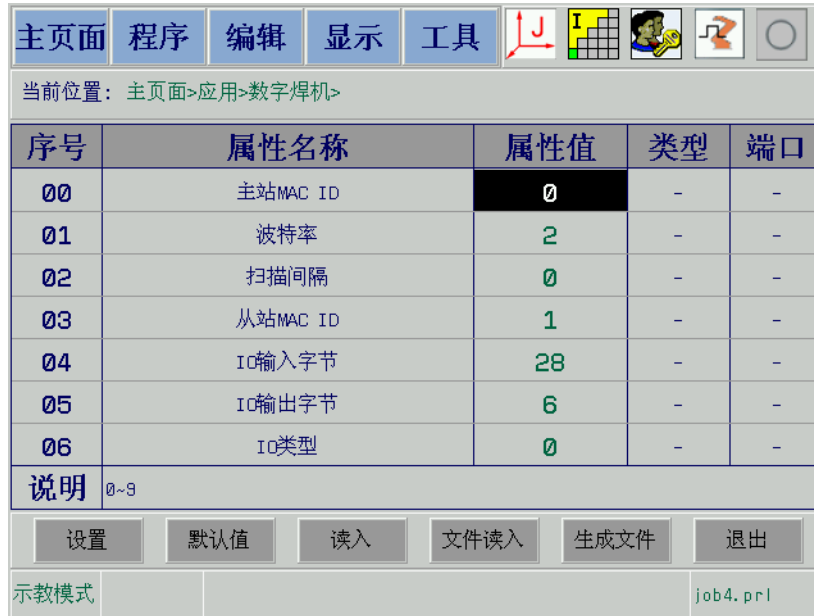 主页面 程序 编辑 显示 工具 J I
当前位置: 主页面>应用>数字焊机>
序号 属性名称 属性值 类型 端口
00 主站MAC ID 0 - -
01 波特率 2 - -
02 扫描间隔 0 - -
03 从站MAC ID 1 - -
04 IO输入字节 28 - -
05 IO输出字节 6 - -
06 IO类型 0 - -
说明 0~9
设置 默认值 读入 文件读入 生成文件 退出
示教模式 job4.prl